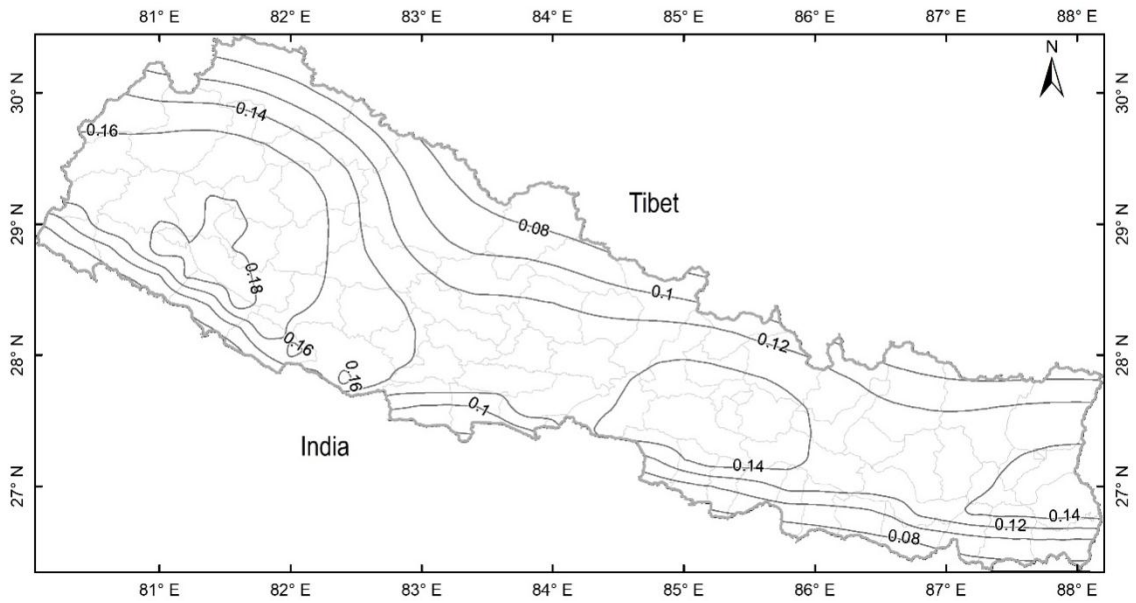 81° E 82° E 83° E 84° E 85° E 86° E 87° E 88° E
N
30° N 30° N
0.14
0.16
Tibet
29° N 29° N
0.08
0.18
0.1
0.12
0.16
28° N 28° N
0.16
0.1
India
0.14
27° N 27° N
0.14
0.12
0.08
81° E 82° E 83° E 84° E 85° E 86° E 87° E 88° E